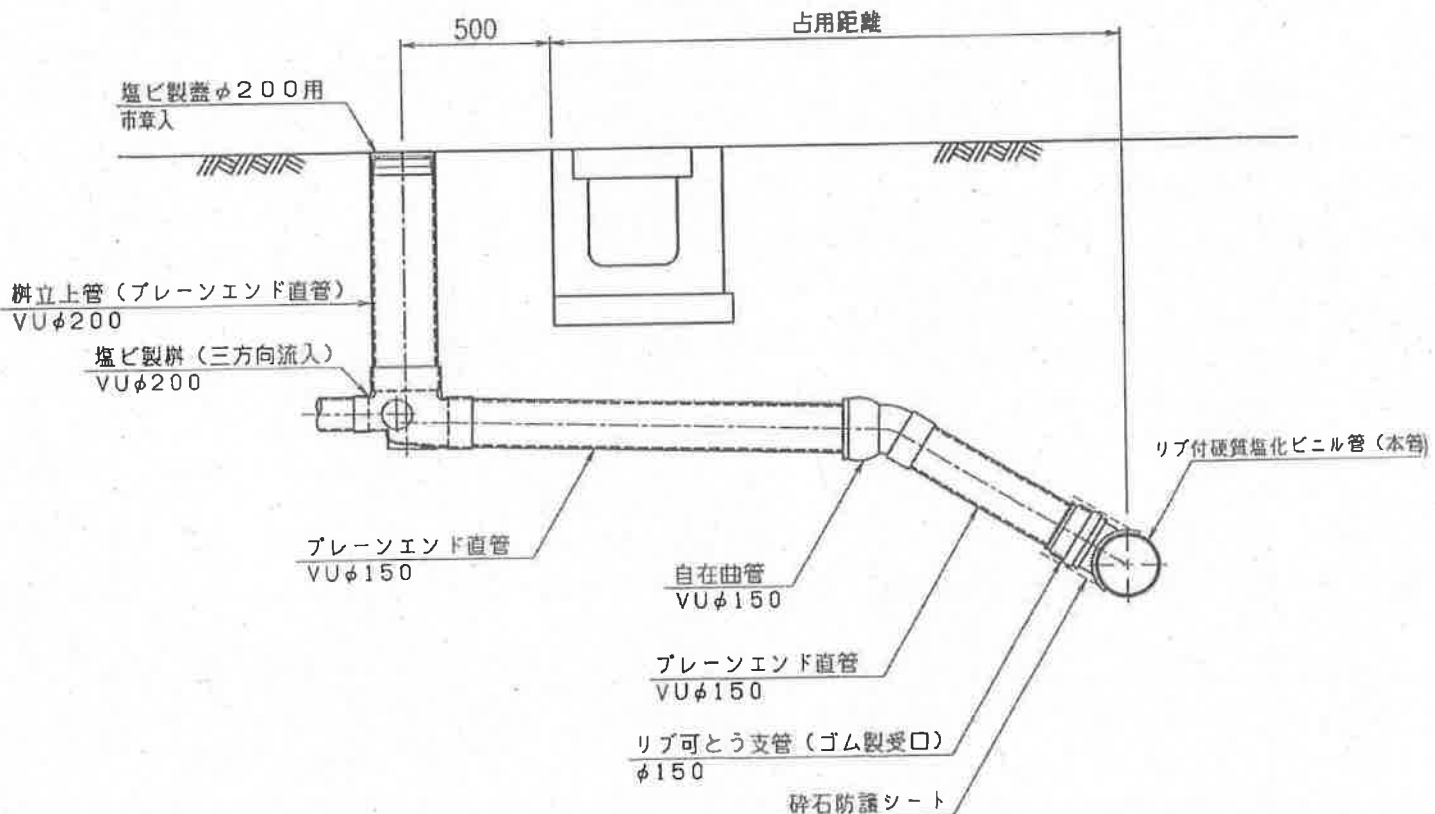 500
占用距離
塩ビ製蓋φ200用
市章入
桝立上管(プレーンエンド直管)
VUφ200
塩ビ製桝(三方向流入)
VUφ200
リブ付硬質塩化ビニル管(本管)
プレーンエンド直管
VUφ150
自在曲管
VUφ150
プレーンエンド直管
VUφ150
リブ可とう支管(ゴム製受口)
φ150
砕石防護シート